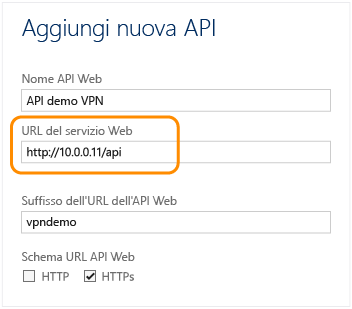 Aggiungi nuova API
Nome API Web
API demo VPN
URL del servizio Web
http://10.0.0.11/api
Suffisso dell'URL dell'API Web
vpndemo
Schema URL API Web
HTTP HTTPs